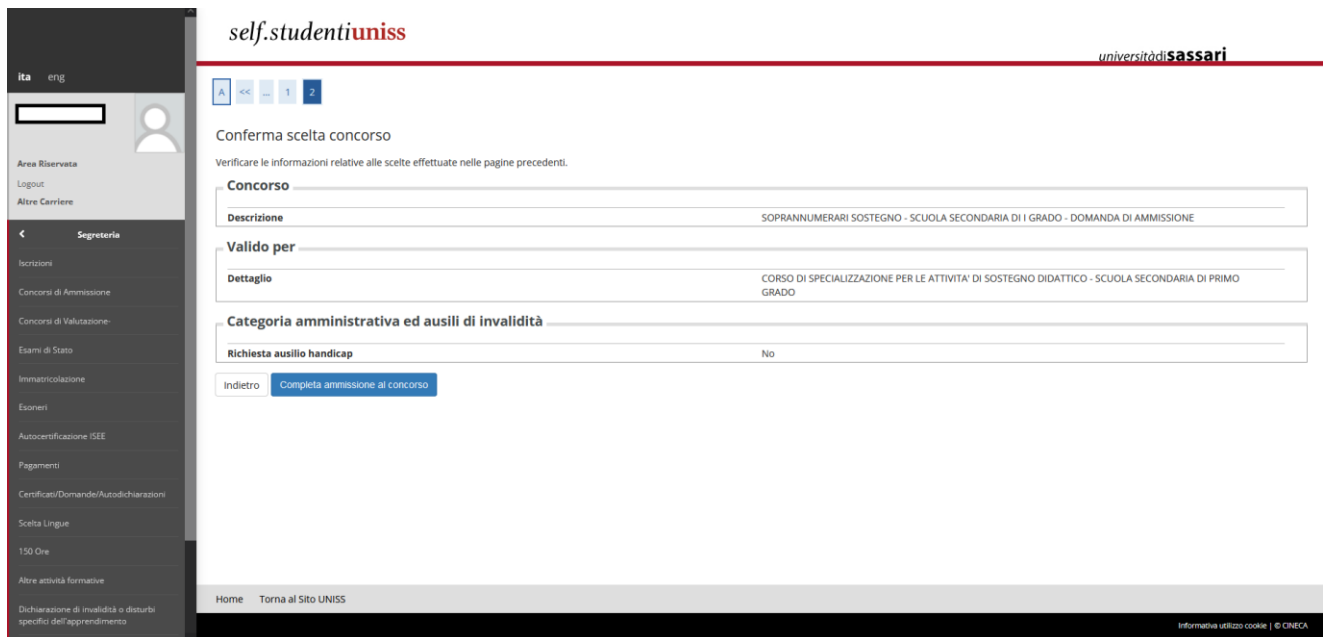 self.studentiuniss
universitàdisassari
ita eng
Area Riservata
Logout
Altre Carriere
Segreteria
Iscrizioni
Concorsi di Ammissione
Concorsi di Valutazione-
Esami di Stato
Immatricolazione
Esoneri
Autocertificazione ISEE
Pagamenti
Certificati/Domande/Autodichiarazioni
Scelta Lingue
150 Ore
Altre attività formative
Dichiarazione di invalidità o disturbi
specifici dell'apprendimento
A << ... 1 2
Conferma scelta concorso
Verificare le informazioni relative alle scelte effettuate nelle pagine precedenti.
Concorso
Descrizione SOPRANNUMERARI SOSTEGNO - SCUOLA SECONDARIA DI I GRADO - DOMANDA DI AMMISSIONE
Valido per
Dettaglio CORSO DI SPECIALIZZAZIONE PER LE ATTIVITA' DI SOSTEGNO DIDATTICO - SCUOLA SECONDARIA DI PRIMO
GRADO
Categoria amministrativa ed ausili di invalidità
Richiesta ausilio handicap No
Indietro Completa ammissione al concorso
Home Torna al Sito UNISS
Informativa utilizzo cookie | © CINECA